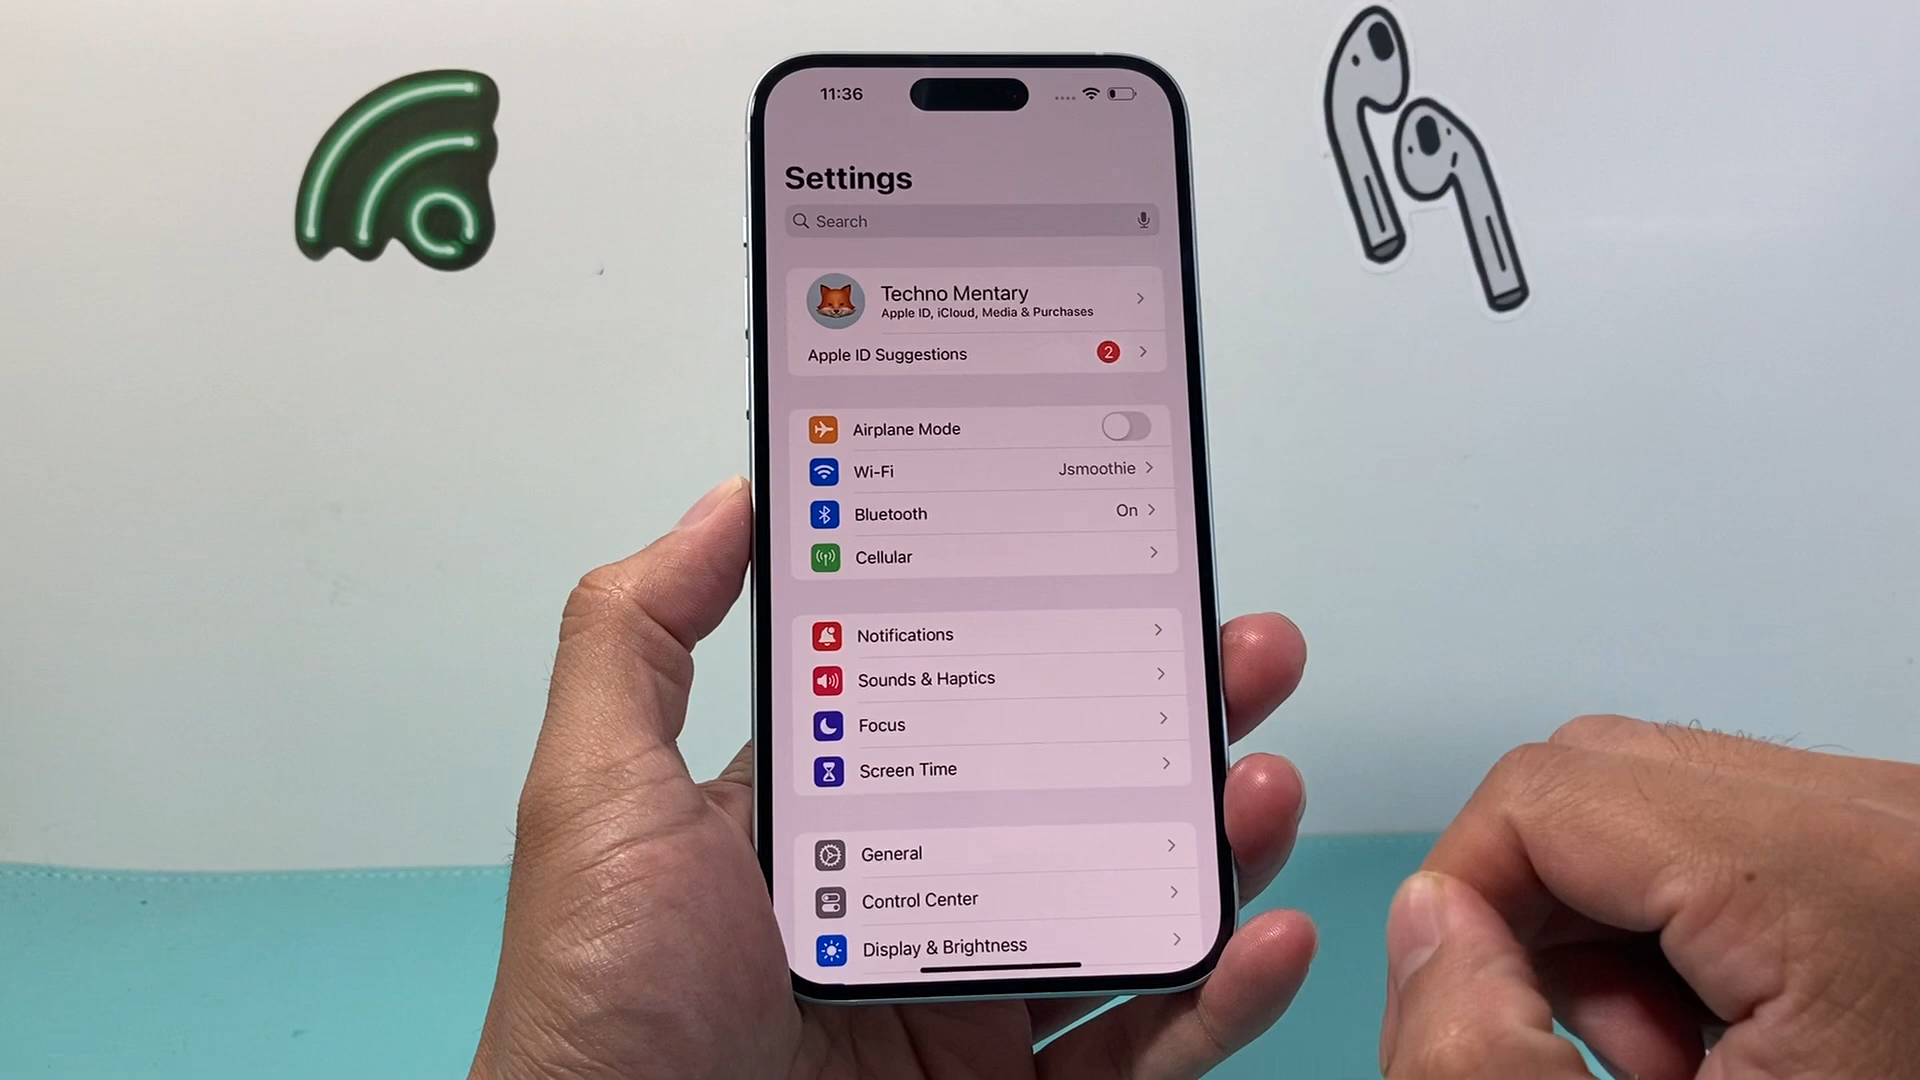 11:36
Settings
Search
Techno Mentary
Apple ID, iCloud, Media & Purchases
Apple ID Suggestions 2
Airplane Mode
Wi-Fi Jsmoothie
Bluetooth On
Cellular
Notifications
Sounds & Haptics
Focus
Screen Time
General
Control Center
Display & Brightness